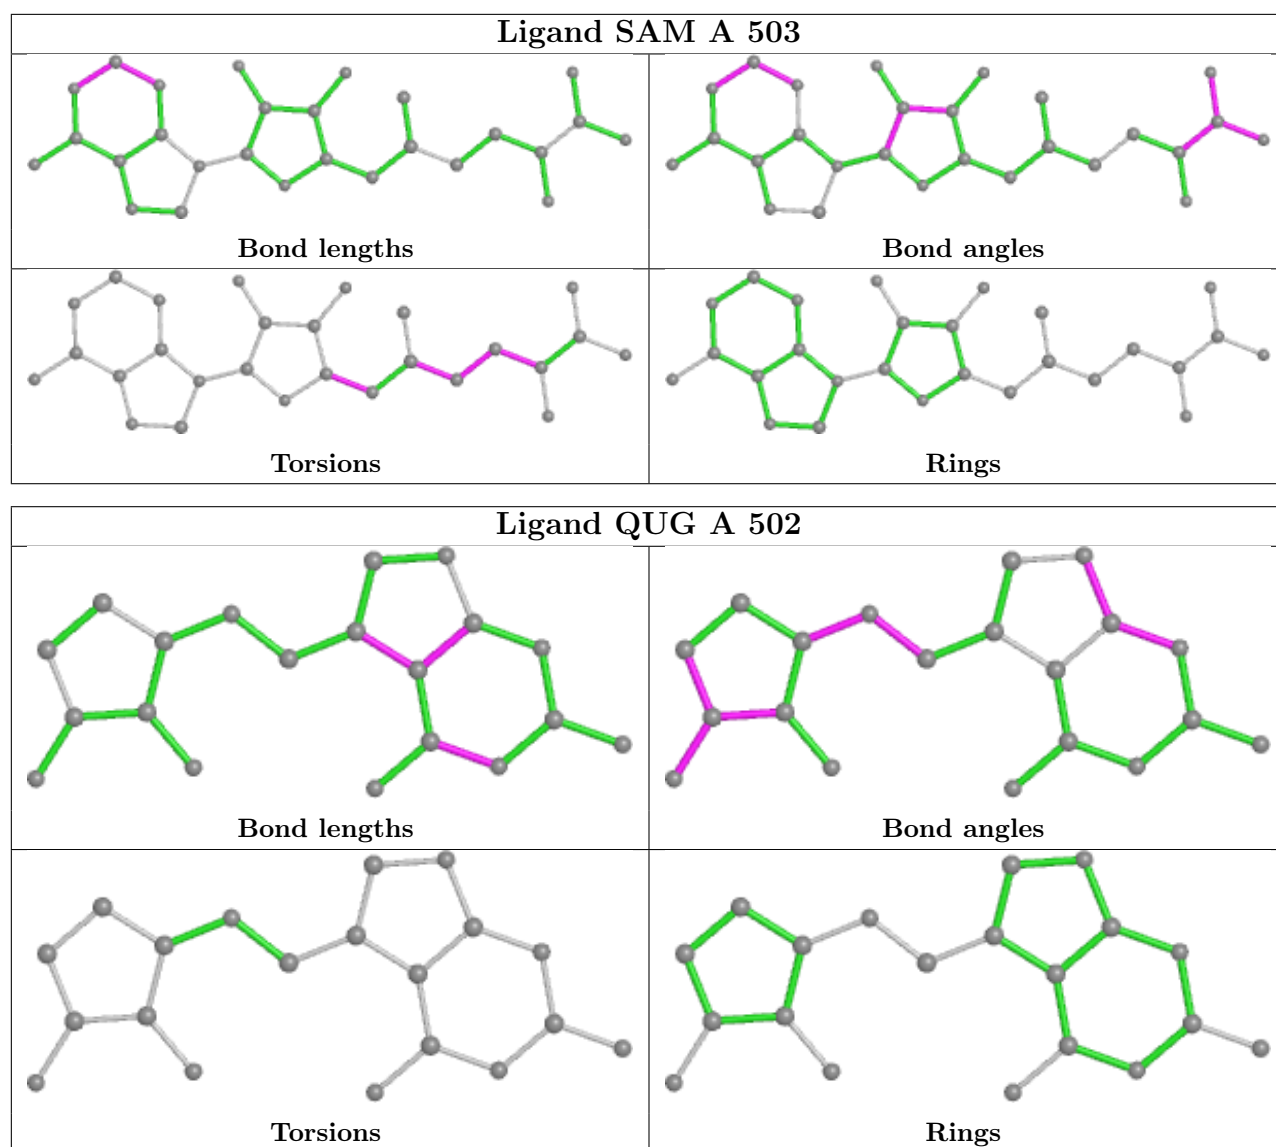 Ligand SAM A 503
Bond lengths
Bond angles
Torsions
Rings
Ligand QUG A 502
Bond lengths
Bond angles
Torsions
Rings